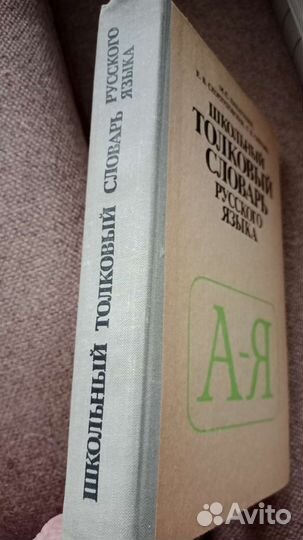 ШКОЛЬНЫЙ ТОЛКОВЫЙ СЛОВАРЬ РУССКОГО
ЯЗЫКА
ШКОЛЬНЫЙ
ТОЛКОВЫЙ
СЛОВАРЬ
РУССКОГО
ЯЗЫКА
А-Я
Avito